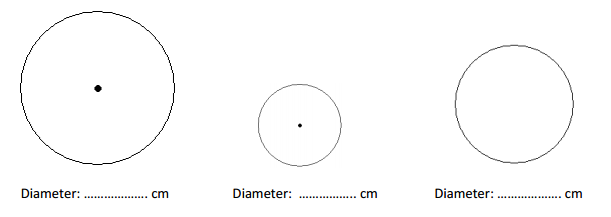 Diameter: ………………. cm Diameter: …………….. cm Diameter: ………………. cm